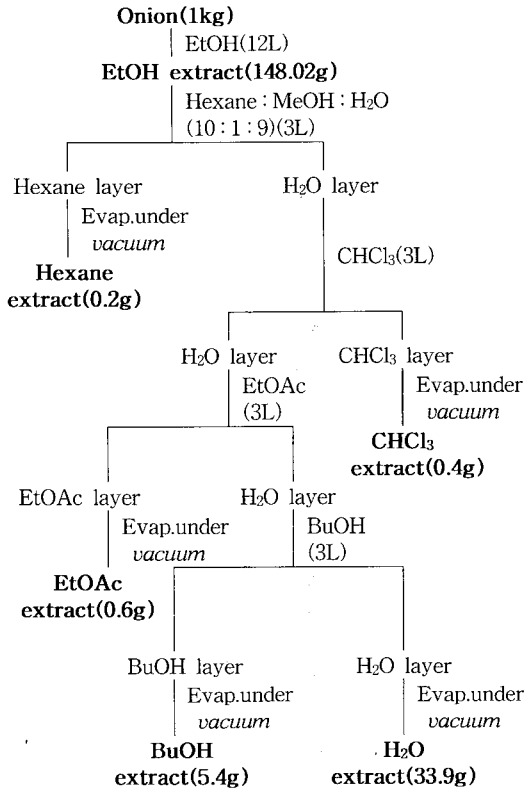 Onion(1kg)
EtOH(12L)
EtOH extract(148.02g)
Hexane : MeOH : H₂O
(10 : 1 : 9)(3L)
Hexane layer
H₂O layer
Evap.under
vacuum
Hexane
extract(0.2g)
CHCl₃(3L)
H₂O layer
CHCl₃ layer
EtOAc
(3L)
Evap.under
vacuum
CHCl₃
extract(0.4g)
EtOAc layer
H₂O layer
Evap.under
vacuum
BuOH
(3L)
EtOAc
extract(0.6g)
BuOH layer
H₂O layer
Evap.under
vacuum
Evap.under
vacuum
BuOH
extract(5.4g)
H₂O
extract(33.9g)